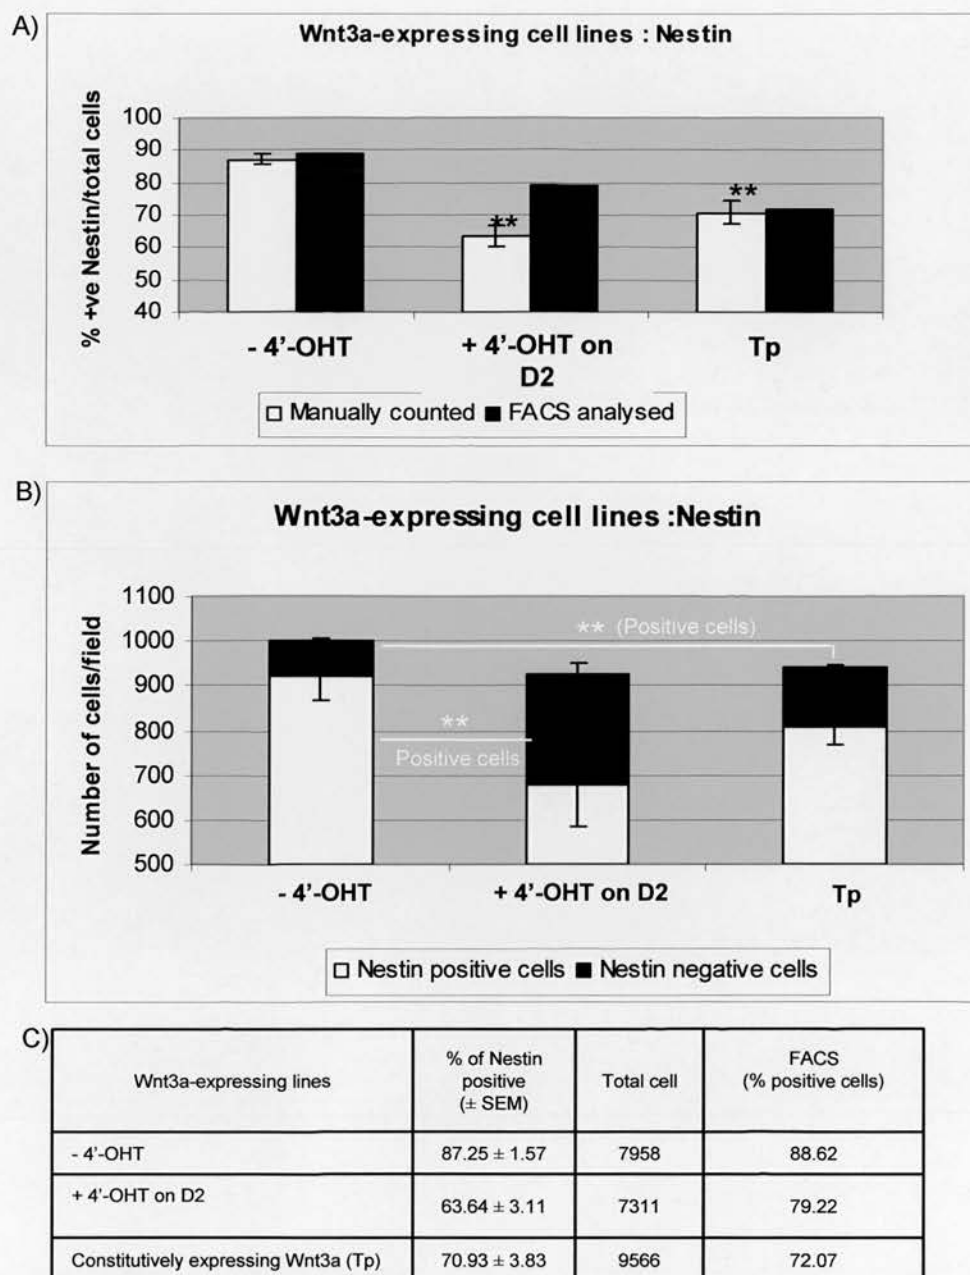 A)
Wnt3a-expressing cell lines : Nestin
% +ve Nestin/total cells
100
90
80
70
60
50
40
**
**
- 4’-OHT
+ 4’-OHT on
D2
Tp
Manually counted FACS analysed
B)
Wnt3a-expressing cell lines :Nestin
Number of cells/field
1100
1000
900
800
700
600
500
** (Positive cells)
**
Positive cells
- 4’-OHT
+ 4’-OHT on D2
Tp
Nestin positive cells Nestin negative cells
C)
Wnt3a-expressing lines
% of Nestin
positive
(± SEM)
Total cell
FACS
(% positive cells)
- 4’-OHT 87.25 ± 1.57 7958 88.62
+ 4’-OHT on D2 63.64 ± 3.11 7311 79.22
Constitutively expressing Wnt3a (Tp) 70.93 ± 3.83 9566 72.07